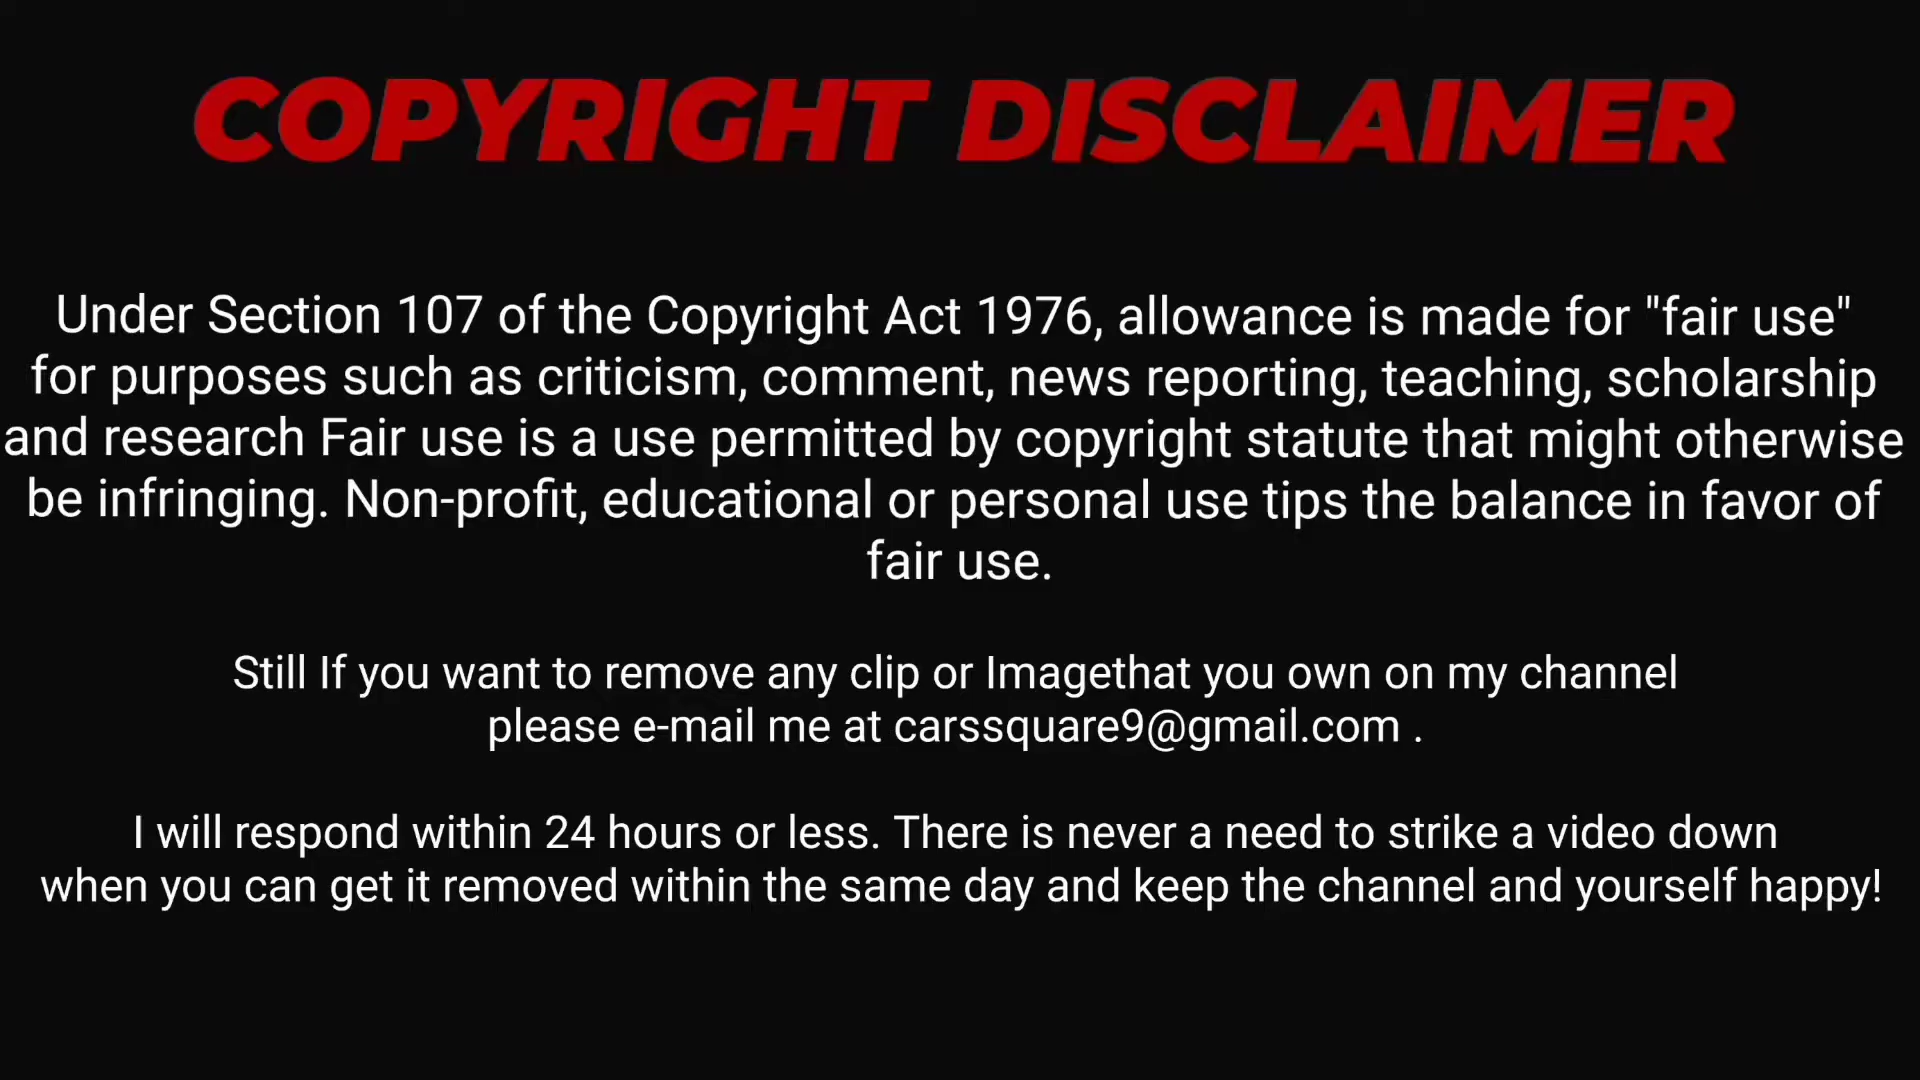 COPYRIGHT DISCLAIMER
Under Section 107 of the Copyright Act 1976, allowance is made for "fair use"
for purposes such as criticism, comment, news reporting, teaching, scholarship
and research Fair use is a use permitted by copyright statute that might otherwise
be infringing. Non-profit, educational or personal use tips the balance in favor of
fair use.
Still If you want to remove any clip or Imagethat you own on my channel
please e-mail me at carssquare9@gmail.com .
I will respond within 24 hours or less. There is never a need to strike a video down
when you can get it removed within the same day and keep the channel and yourself happy!